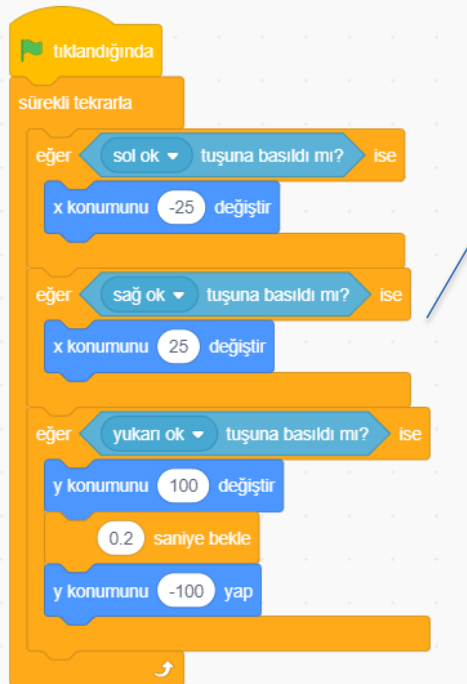 tıklandığında
sürekli tekrarla
eğer sol ok tuşuna basıldı mı? ise
x konumunu -25 değiştir
eğer sağ ok tuşuna basıldı mı? ise
x konumunu 25 değiştir
eğer yukarı ok tuşuna basıldı mı? ise
y konumunu 100 değiştir
0.2 saniye bekle
y konumunu -100 yap